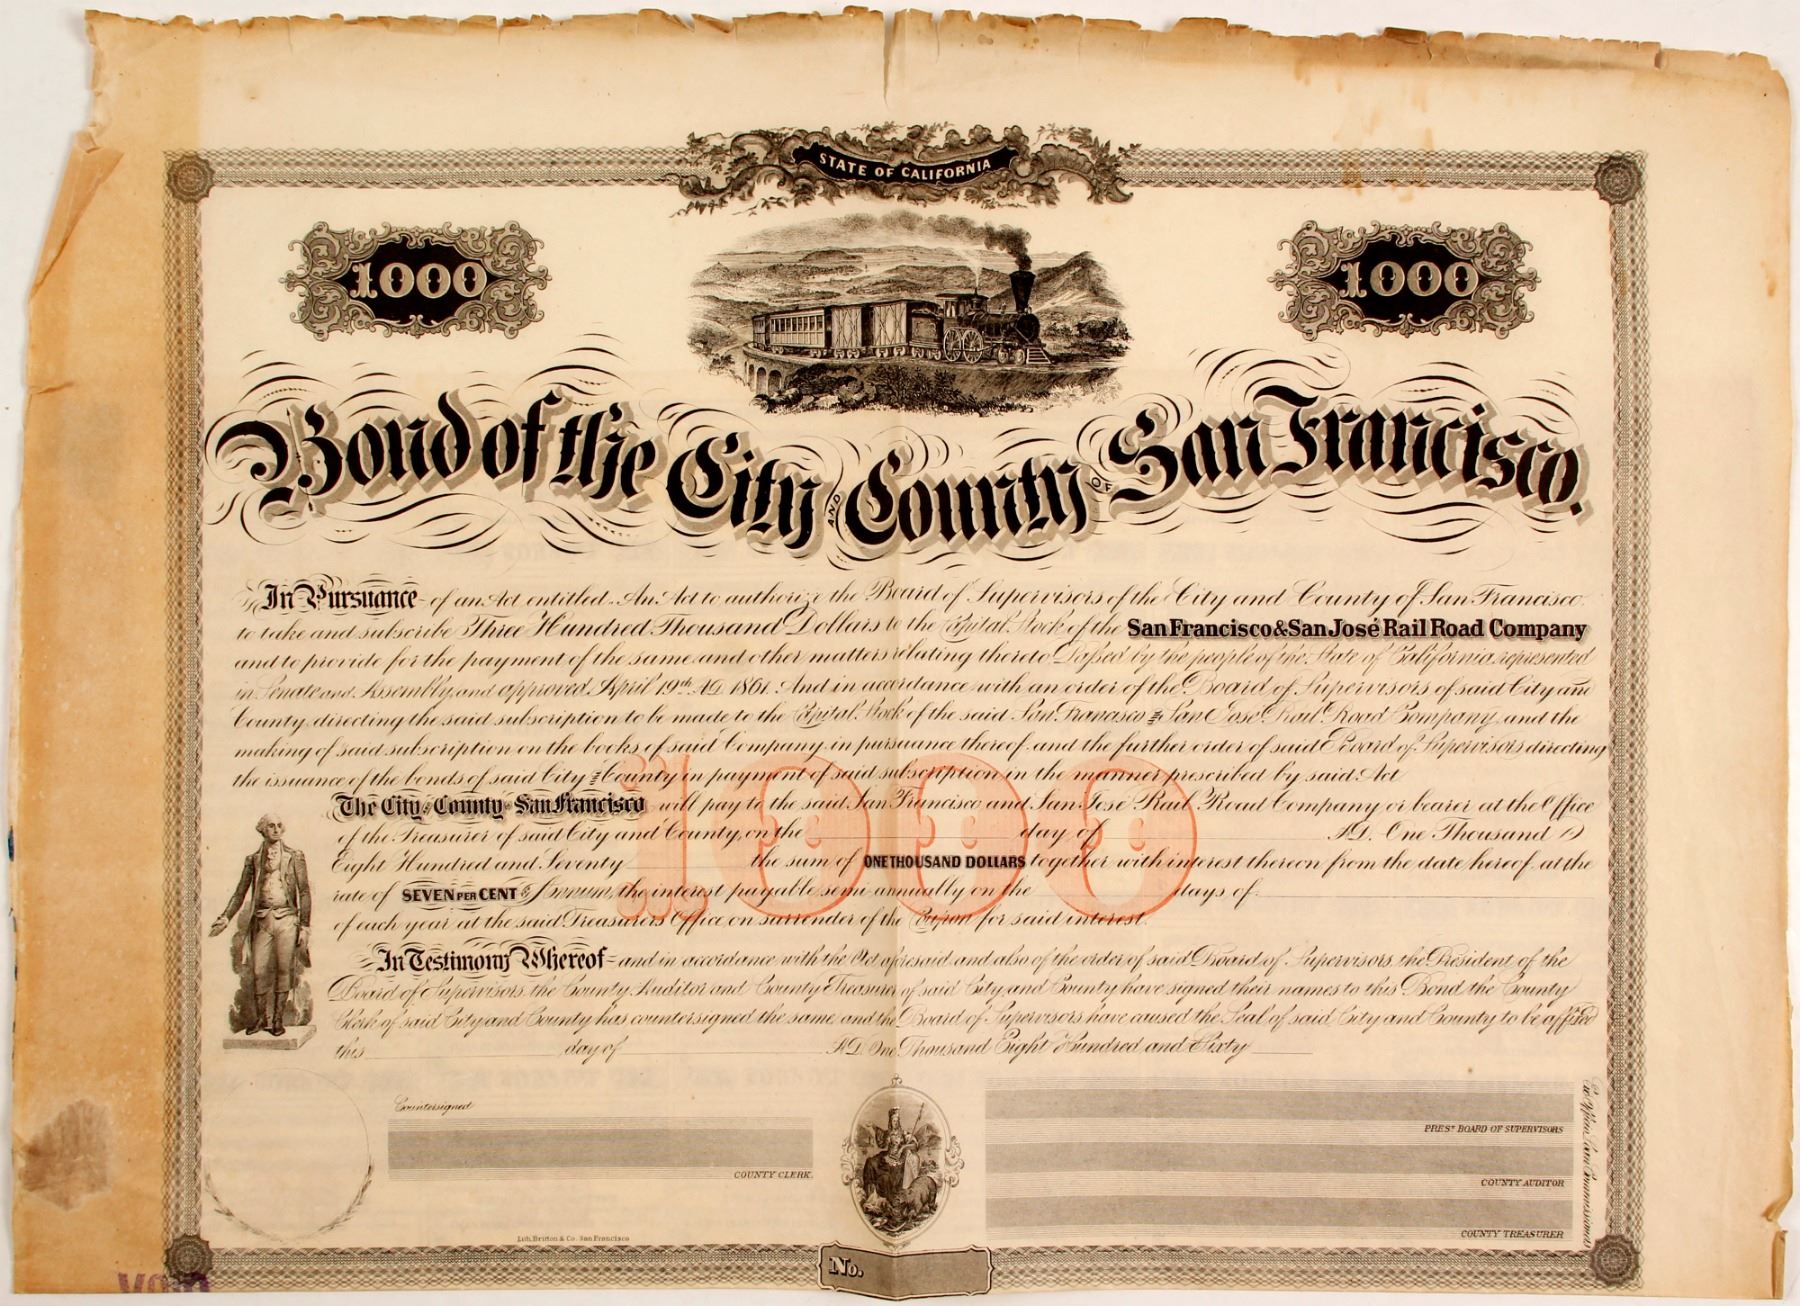 STATE OF CALIFORNIA
1000
1000
Bond of the City AND County OF San Francisco.
In Pursuance of an Act entitled "An Act to authorize the Board of Supervisors of the City and County of San Francisco
to take and subscribe Three Hundred Thousand Dollars to the Capital Stock of the San Francisco & San José Rail Road Company
and to provide for the payment of the same and other matters relating thereto Passed by the people of the State of California represented
in Senate and Assembly and approved April 19th AD 1861. And in accordance with an order of the Board of Supervisors of said City and
County, directing the said subscription to be made to the Capital Stock of the said San Francisco and San Jose Rail Road Company, and the
making of said subscription on the books of said Company in pursuance thereof and the further order of said Board of Supervisors directing
the issuance of the bonds of said City and County in payment of said subscription in the manner prescribed by said Act
The City & County of San Francisco will pay to the said San Francisco and San José Rail Road Company or bearer at the Office
of the Treasurer of said City and County, on the day of AD. One Thousand
Eight Hundred and Seventy the sum of ONE THOUSAND DOLLARS together with interest thereon from the date hereof at the
rate of SEVEN PER CENT Annum, the interest payable semi-annually on the days of
of each year at the said Treasurers Office on surrender of the Coupon for said interest.
1000
In Testimony Whereof and in accordance with the Act aforesaid and also of the order of said Board of Supervisors the President of the
Board of Supervisors the County Auditor and County Treasurer of said City and County have signed their names to this Bond the County
Clerk of said City and County has countersigned the same and the Board of Supervisors have caused the Seal of said City and County to be affixed
this day of AD. One Thousand Eight Hundred and Sixty
Countersigned
COUNTY CLERK.
PREST BOARD OF SUPERVISORS
COUNTY AUDITOR
COUNTY TREASURER
Lith. Britton & Co. San Francisco
No.
VOID